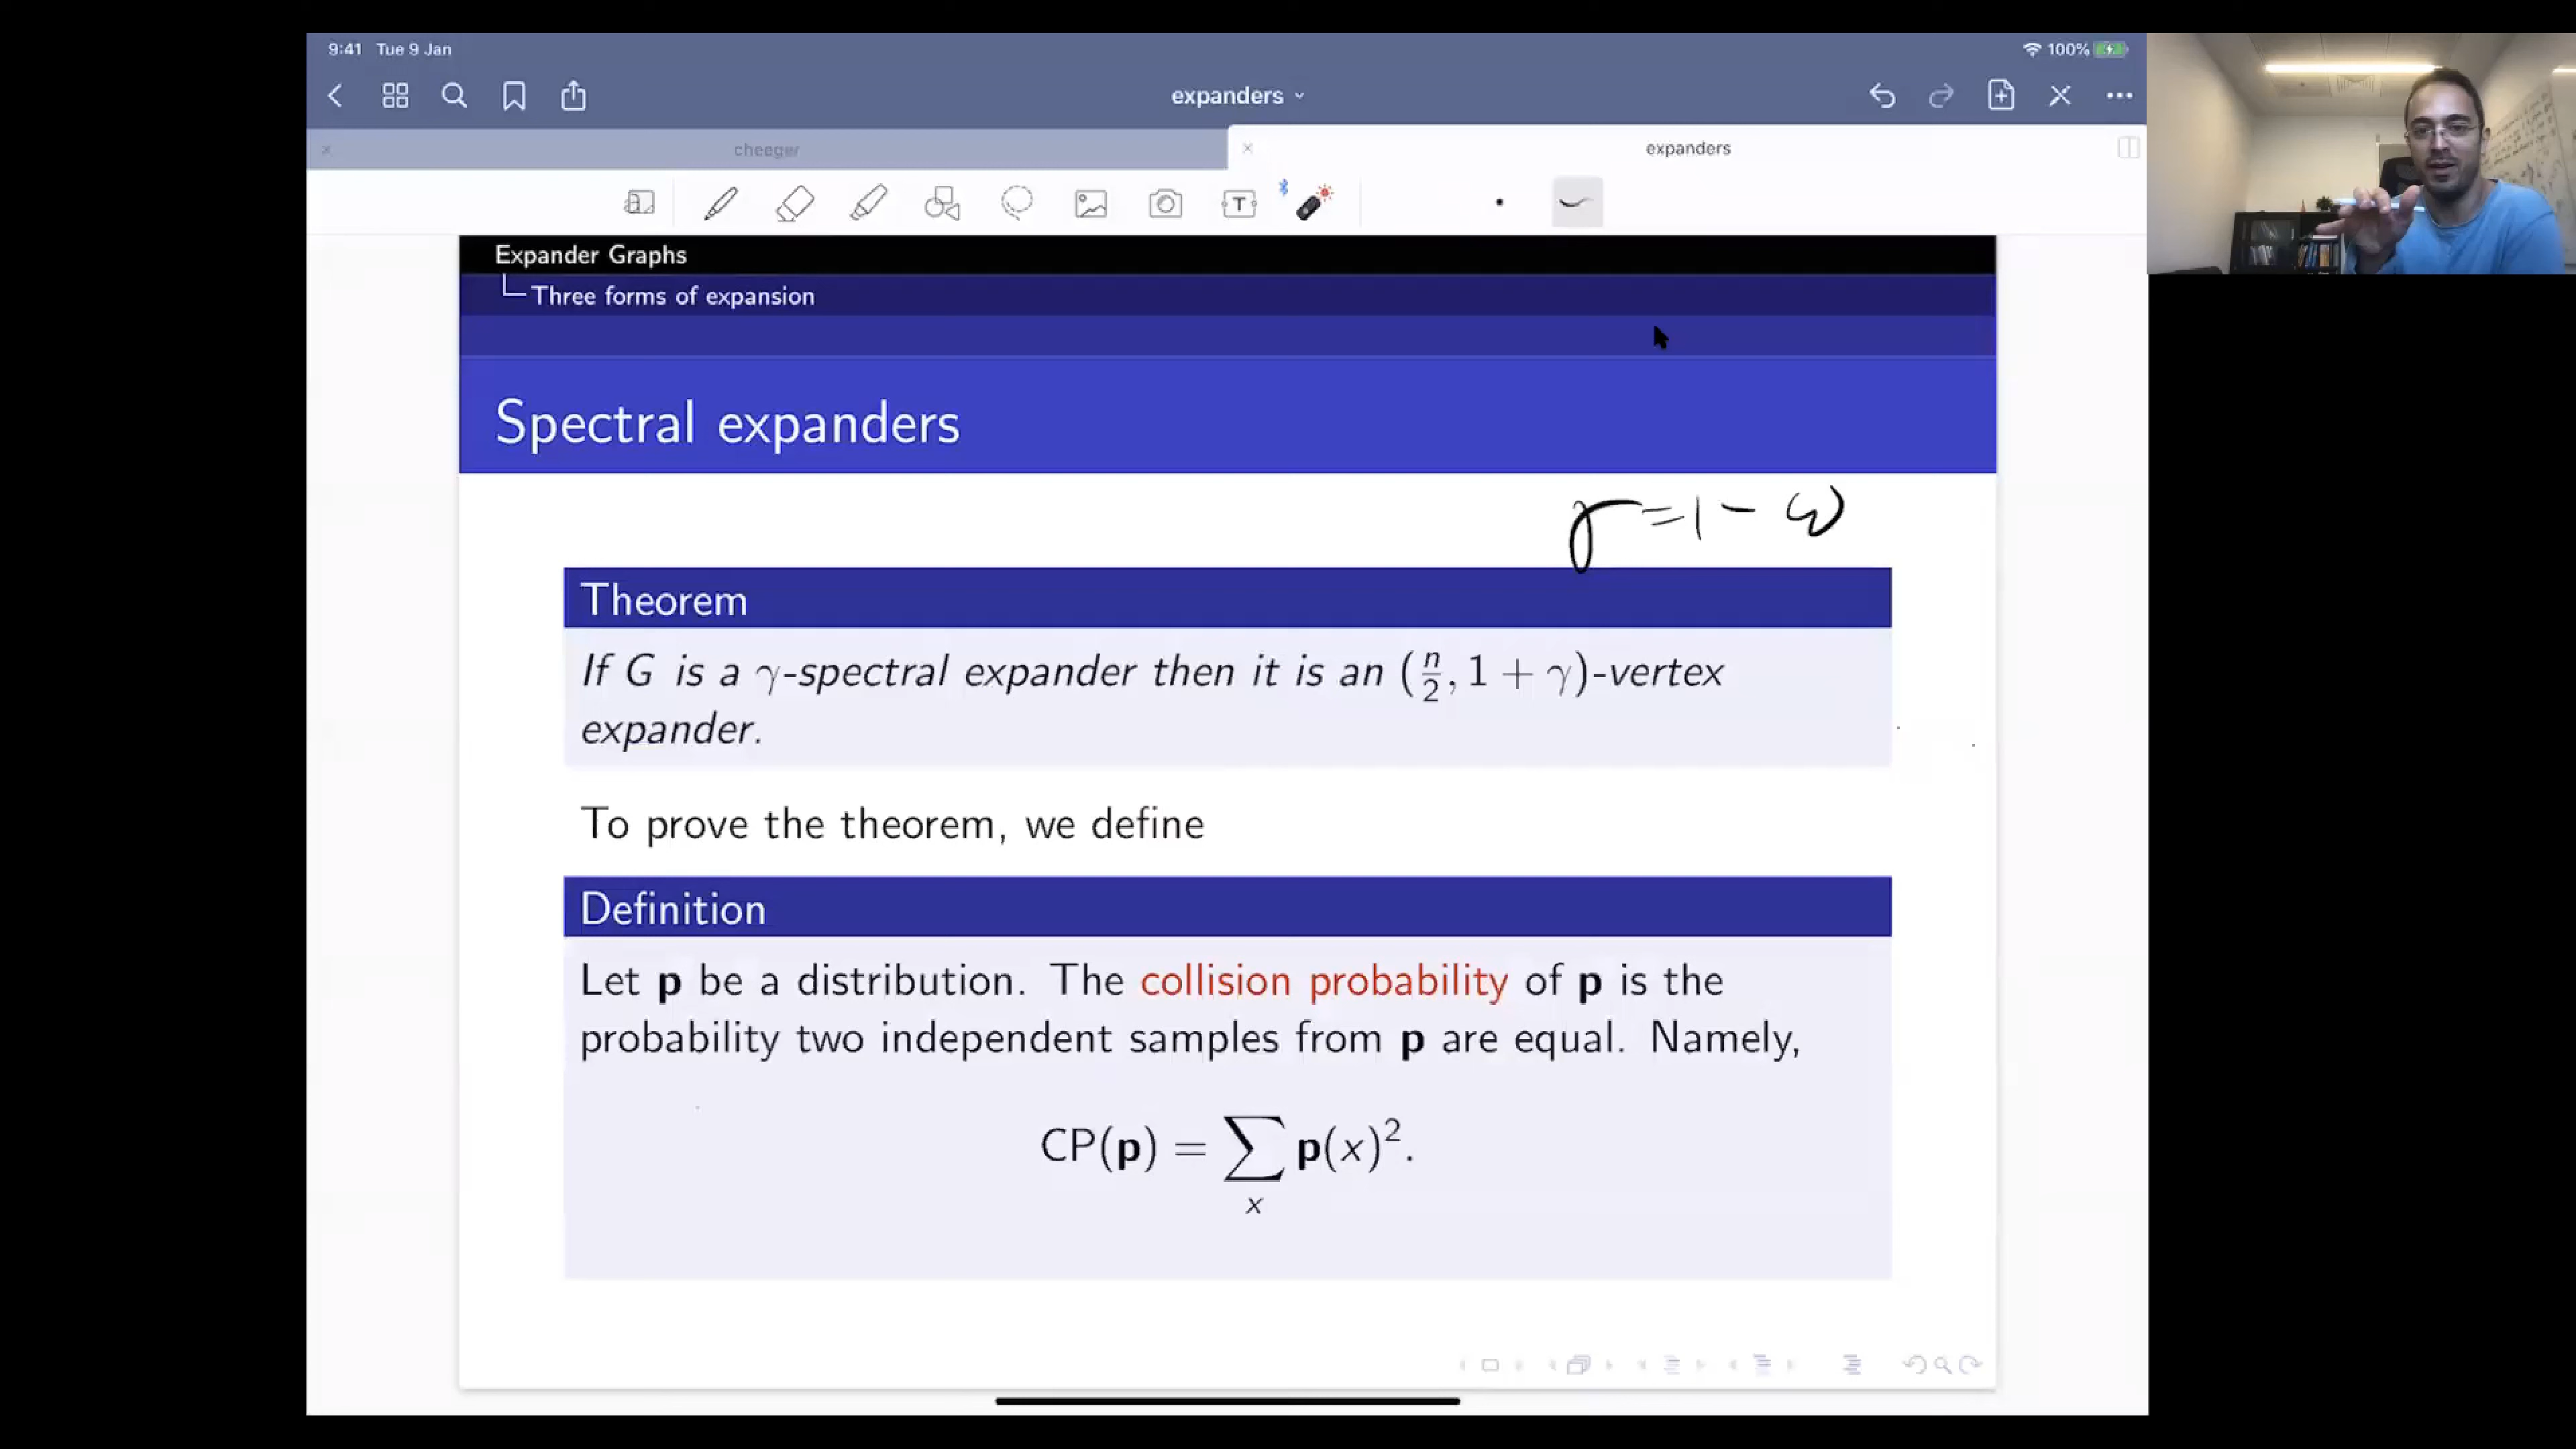 9:41 Tue 9 Jan
100%
expanders
cheeger
expanders
Expander Graphs
Three forms of expansion
Spectral expanders
γ = 1 - ω
Theorem
If G is a γ-spectral expander then it is an (n/2, 1 + γ)-vertex
expander.
To prove the theorem, we define
Definition
Let p be a distribution. The collision probability of p is the
probability two independent samples from p are equal. Namely,
CP(p) = ∑ₓ p(x)².